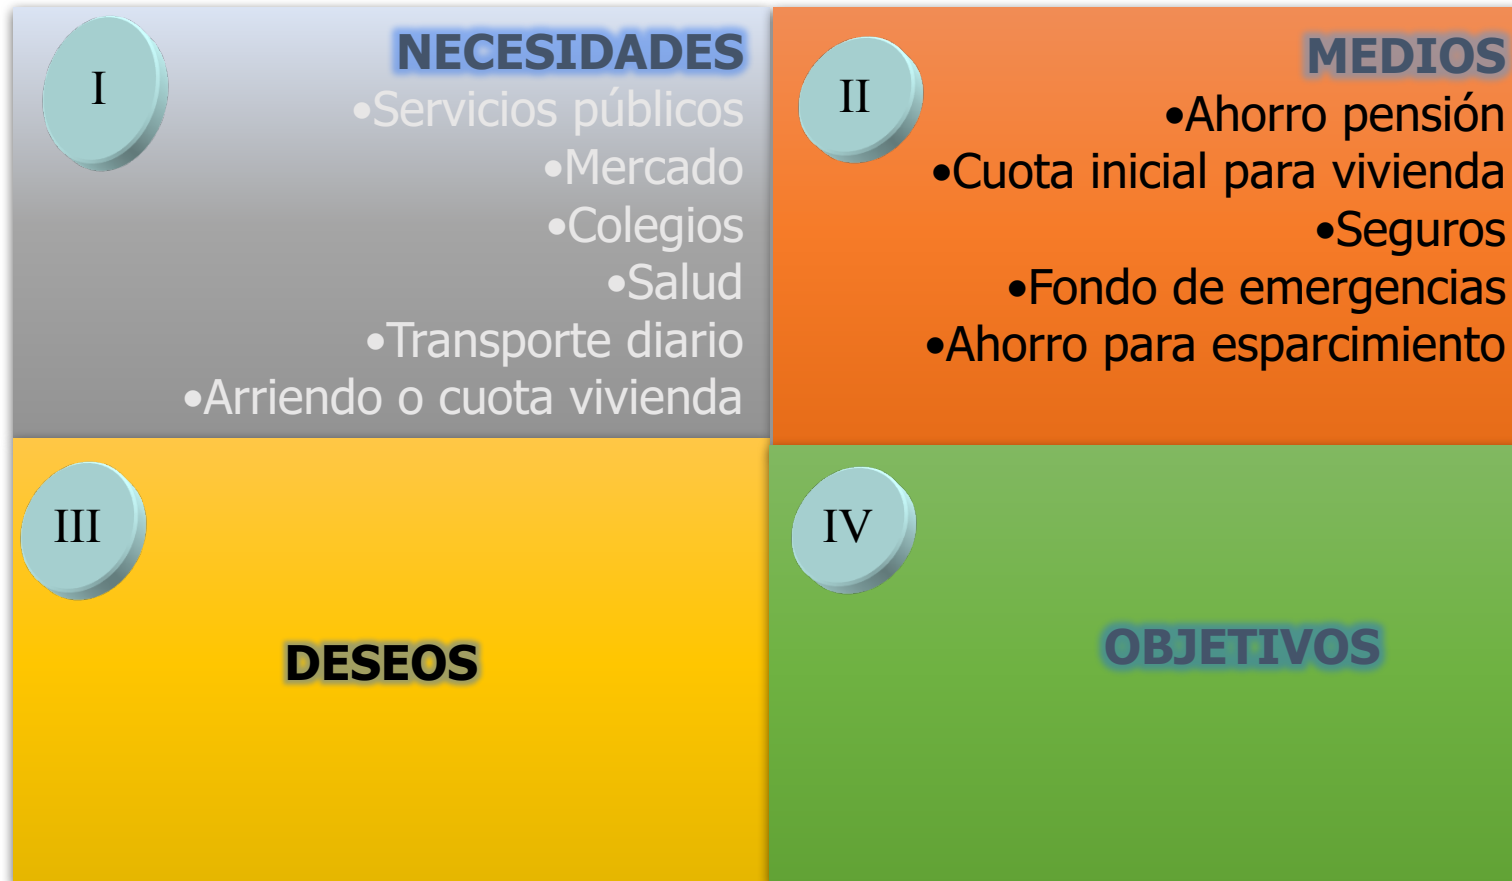 I
NECESIDADES
•Servicios públicos
•Mercado
•Colegios
•Salud
•Transporte diario
•Arriendo o cuota vivienda
II
MEDIOS
•Ahorro pensión
•Cuota inicial para vivienda
•Seguros
•Fondo de emergencias
•Ahorro para esparcimiento
III
DESEOS
IV
OBJETIVOS